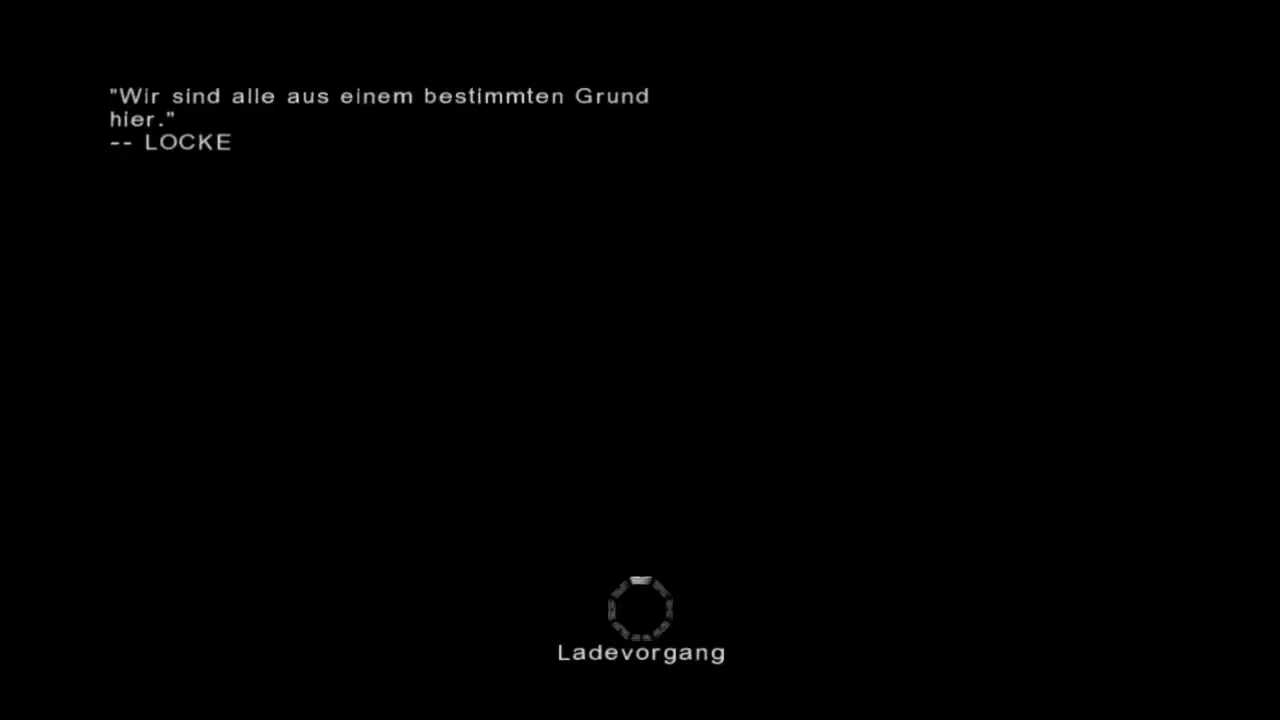 "Wir sind alle aus einem bestimmten Grund
hier."
-- LOCKE
Ladevorgang